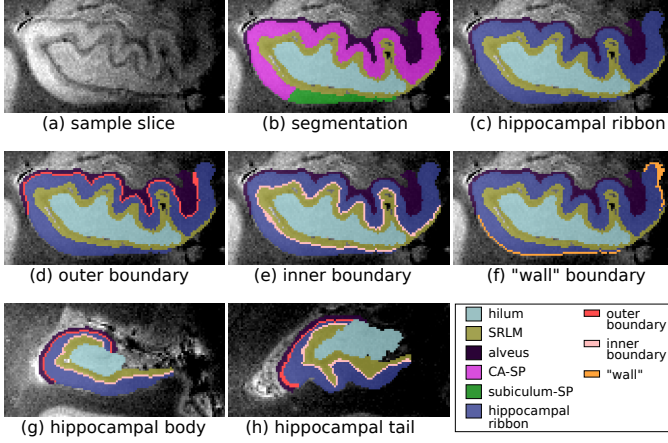 (a) sample slice
(b) segmentation
(c) hippocampal ribbon
(d) outer boundary
(e) inner boundary
(f) "wall" boundary
(g) hippocampal body
(h) hippocampal tail
hilum
SRLM
alveus
CA-SP
subiculum-SP
hippocampal
ribbon
outer
boundary
inner
boundary
"wall"